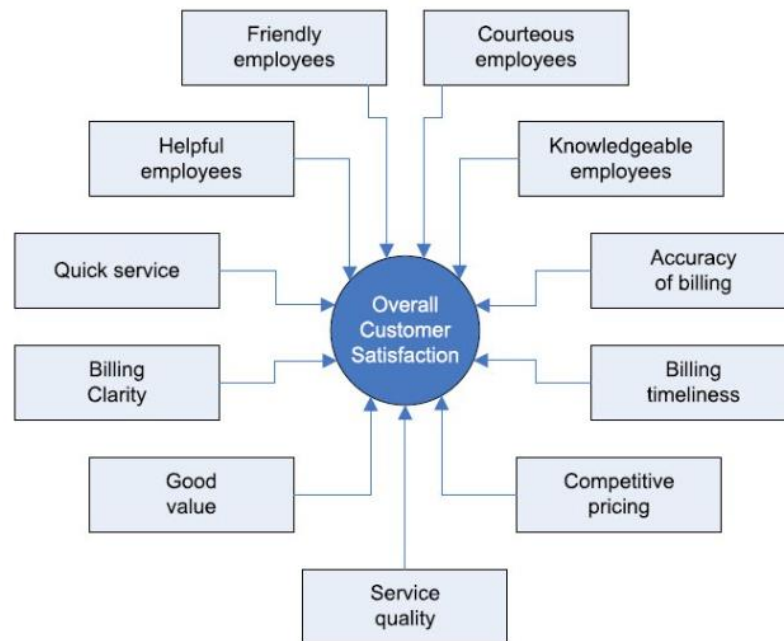 Friendly
employees
Courteous
employees
Helpful
employees
Knowledgeable
employees
Quick service
Accuracy
of billing
Overall
Customer
Satisfaction
Billing
Clarity
Billing
timeliness
Good
value
Competitive
pricing
Service
quality